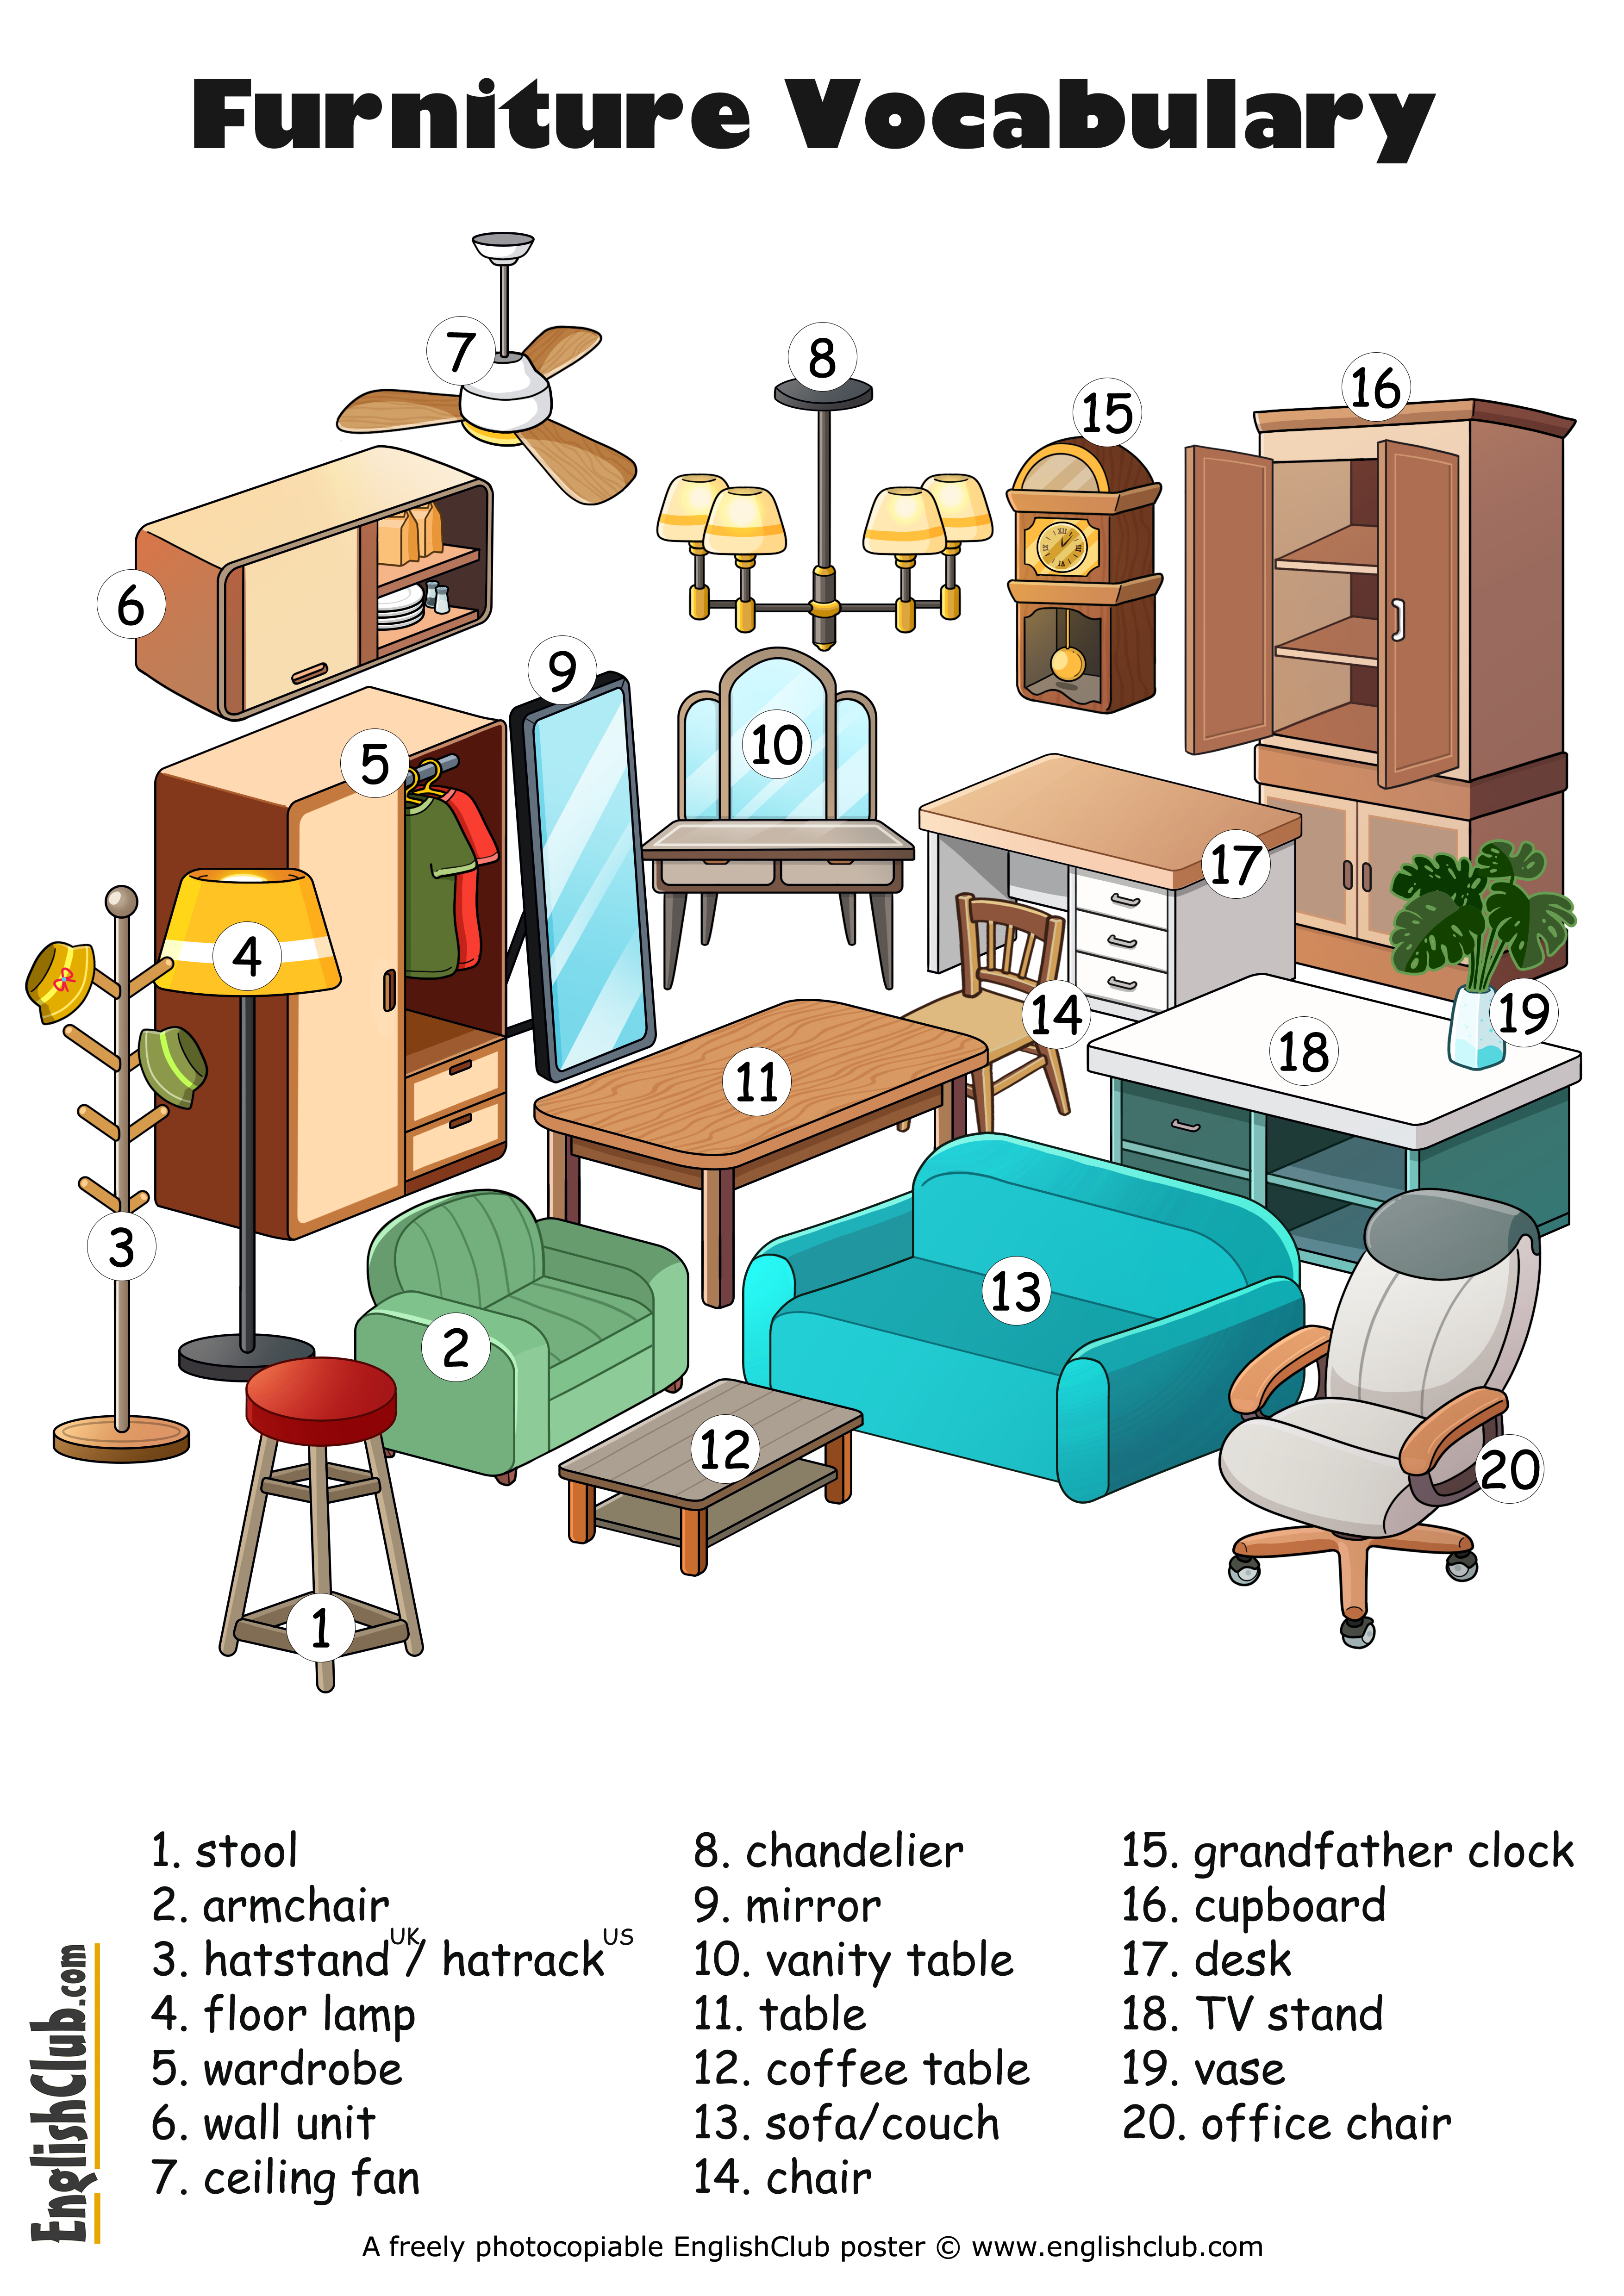 Furniture Vocabulary
7
8
15
16
6
9
5
10
17
4
14
19
18
11
3
13
2
12
20
1
1. stool
2. armchair
3. hatstand UK/ hatrack US
4. floor lamp
5. wardrobe
6. wall unit
7. ceiling fan
8. chandelier
9. mirror
10. vanity table
11. table
12. coffee table
13. sofa/couch
14. chair
15. grandfather clock
16. cupboard
17. desk
18. TV stand
19. vase
20. office chair
EnglishClub.com
A freely photocopiable EnglishClub poster © www.englishclub.com